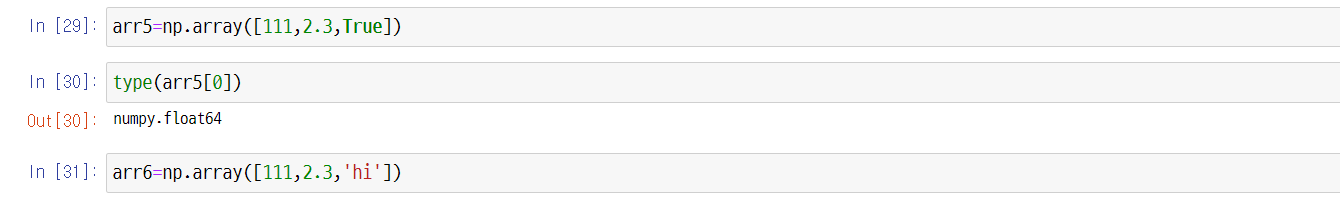 In [29]: arr5=np.array([111,2.3,True])
In [30]: type(arr5[0])
Out[30]: numpy.float64
In [31]: arr6=np.array([111,2.3,'hi'])